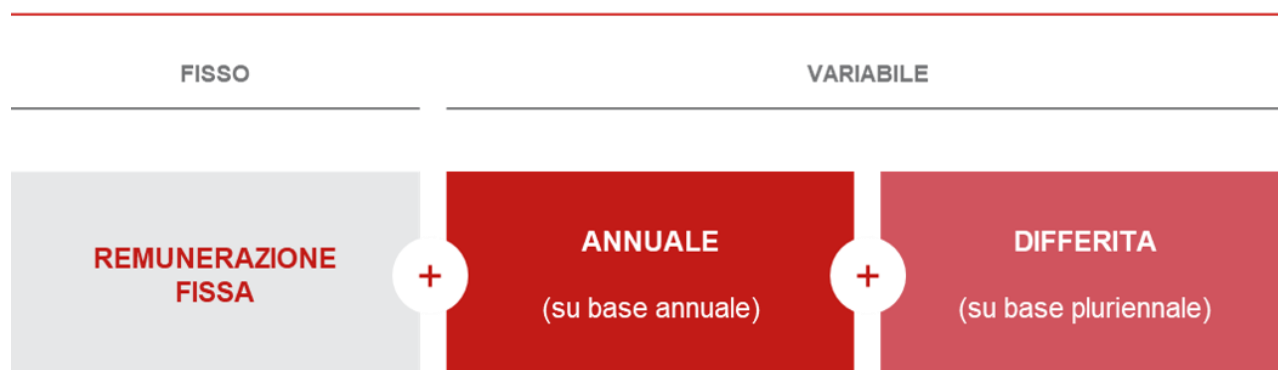 FISSO
VARIABILE
REMUNERAZIONE
FISSA
+
ANNUALE
(su base annuale)
+
DIFFERITA
(su base pluriennale)